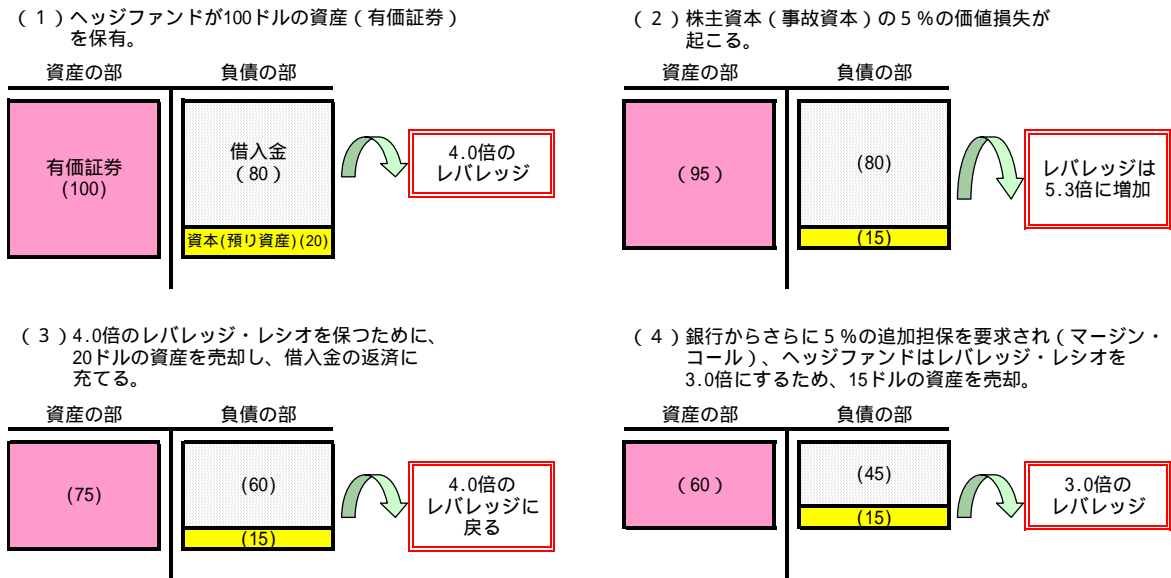 （１）ヘッジファンドが100ドルの資産（有価証券）
を保有。
資産の部
負債の部
有価証券
(100)
借入金
（80）
資本(預り資産)(20)
4.0倍の
レバレッジ
（２）株主資本（事故資本）の５％の価値損失が
起こる。
資産の部
負債の部
（95）
(80)
(15)
レバレッジは
5.3倍に増加
（３）4.0倍のレバレッジ・レシオを保つために、
20ドルの資産を売却し、借入金の返済に
充てる。
資産の部
負債の部
(75)
(60)
(15)
4.0倍の
レバレッジに
戻る
（４）銀行からさらに５％の追加担保を要求され（マージン・
コール）、ヘッジファンドはレバレッジ・レシオを
3.0倍にするため、15ドルの資産を売却。
資産の部
負債の部
（60）
(45)
(15)
3.0倍の
レバレッジ